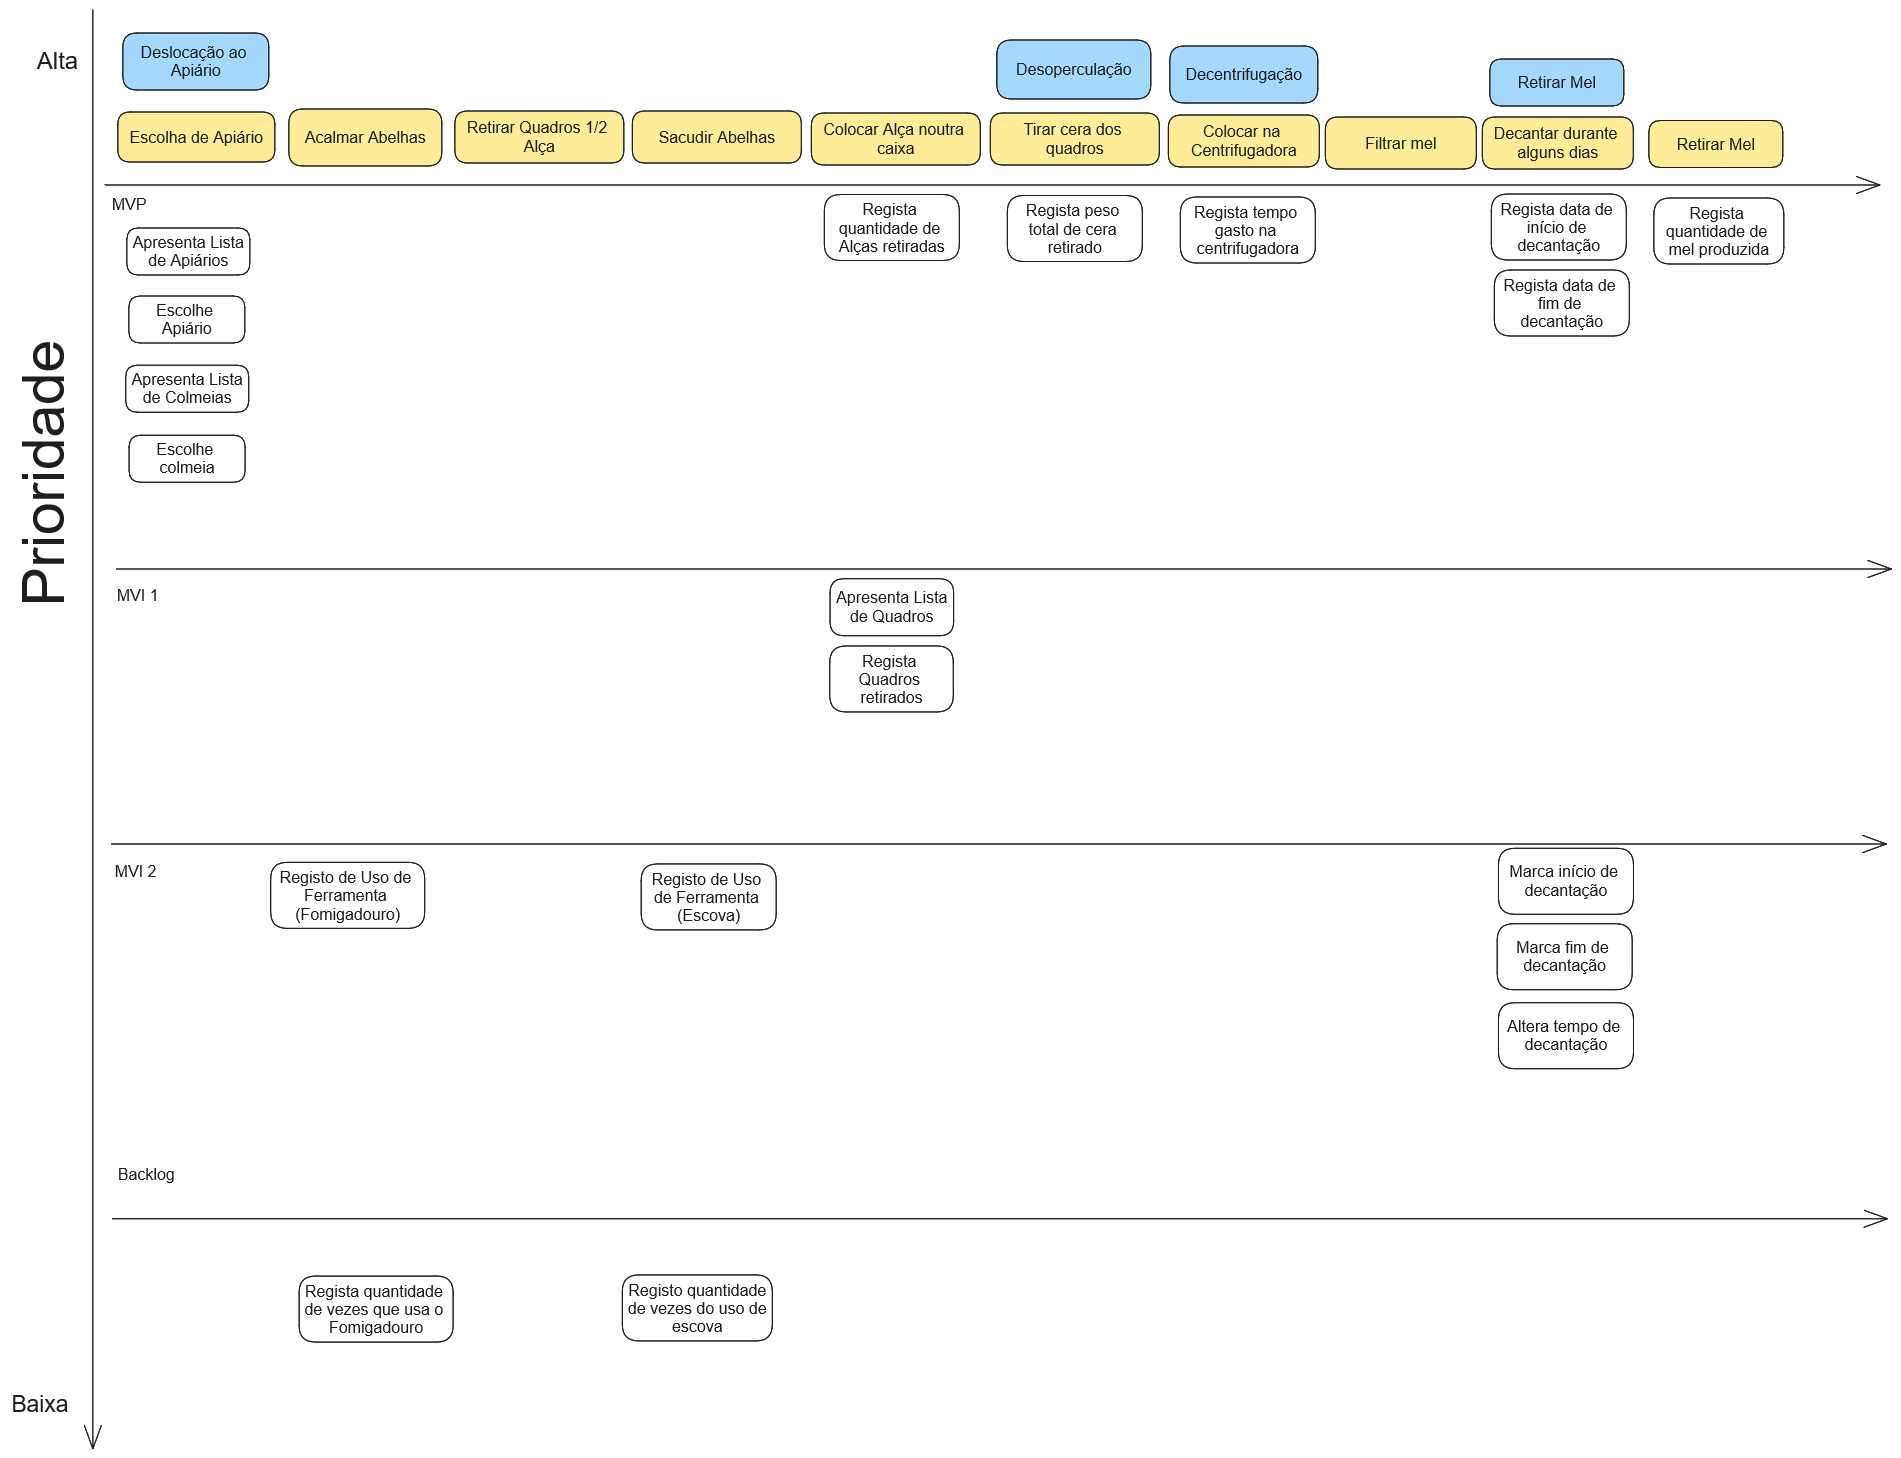 Alta
Prioridade
Baixa
Deslocação ao
Apiário
Desoperculação
Decentrifugação
Retirar Mel
Escolha de Apiário
Acalmar Abelhas
Retirar Quadros 1/2
Alça
Sacudir Abelhas
Colocar Alça noutra
caixa
Tirar cera dos
quadros
Colocar na
Centrifugadora
Filtrar mel
Decantar durante
alguns dias
Retirar Mel
MVP
Apresenta Lista
de Apiários
Escolhe
Apiário
Apresenta Lista
de Colmeias
Escolhe
colmeia
Regista
quantidade de
Alças retiradas
Regista peso
total de cera
retirado
Regista tempo
gasto na
centrifugadora
Regista data de
início de
decantação
Regista data de
fim de
decantação
Regista
quantidade de
mel produzida
MVI 1
Apresenta Lista
de Quadros
Regista
Quadros
retirados
MVI 2
Registo de Uso de
Ferramenta
(Fomigadouro)
Registo de Uso
de Ferramenta
(Escova)
Marca início de
decantação
Marca fim de
decantação
Altera tempo de
decantação
Backlog
Regista quantidade
de vezes que usa o
Fomigadouro
Registo quantidade
de vezes do uso de
escova